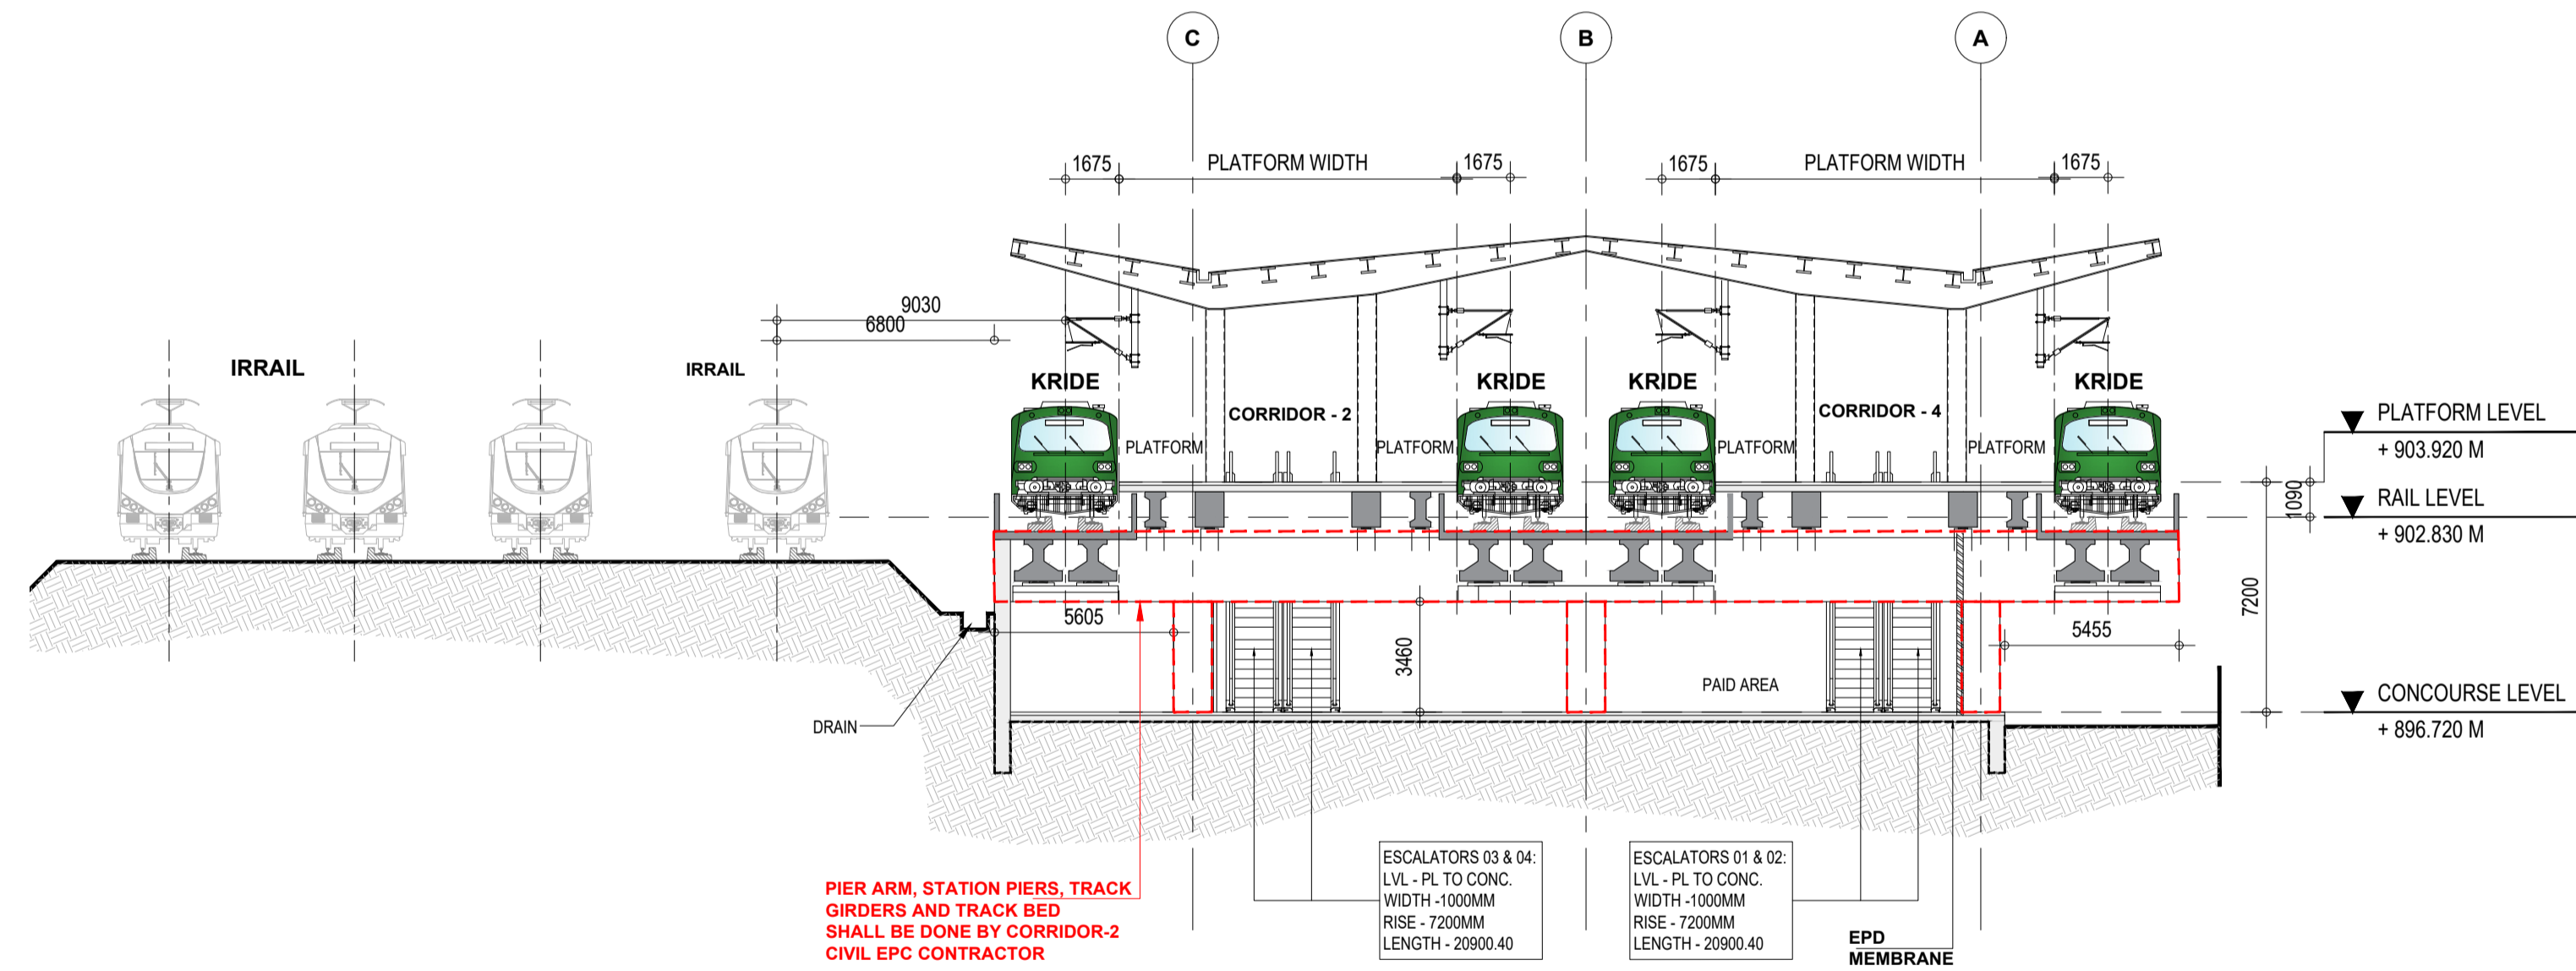 C
B
A
1675
PLATFORM WIDTH
1675
1675
PLATFORM WIDTH
1675
9030
6800
IRRAIL
IRRAIL
KRIDE
KRIDE
KRIDE
KRIDE
CORRIDOR - 2
CORRIDOR - 4
PLATFORM
PLATFORM
PLATFORM
PLATFORM
PLATFORM LEVEL
+ 903.920 M
RAIL LEVEL
+ 902.830 M
1090
7200
5605
3460
5455
PAID AREA
CONCOURSE LEVEL
+ 896.720 M
DRAIN
PIER ARM, STATION PIERS, TRACK
GIRDERS AND TRACK BED
SHALL BE DONE BY CORRIDOR-2
CIVIL EPC CONTRACTOR
ESCALATORS 03 & 04:
LVL - PL TO CONC.
WIDTH -1000MM
RISE - 7200MM
LENGTH - 20900.40
ESCALATORS 01 & 02:
LVL - PL TO CONC.
WIDTH -1000MM
RISE - 7200MM
LENGTH - 20900.40
EPD
MEMBRANE